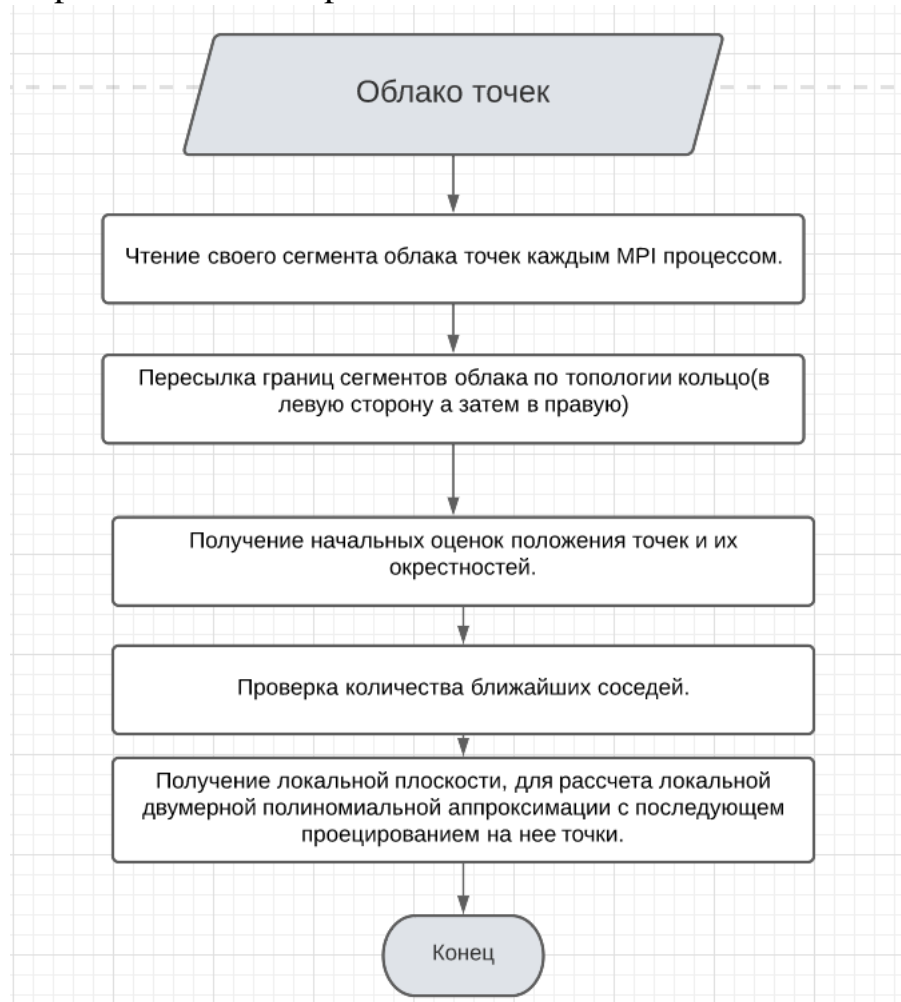 Облако точек
Чтение своего сегмента облака точек каждым MPI процессом.
Пересылка границ сегментов облака по топологии кольцо(в
левую сторону а затем в правую)
Получение начальных оценок положения точек и их
окрестностей.
Проверка количества ближайших соседей.
Получение локальной плоскости, для рассчета локальной
двумерной полиномиальной аппроксимации с последующем
проецированием на нее точки.
Конец